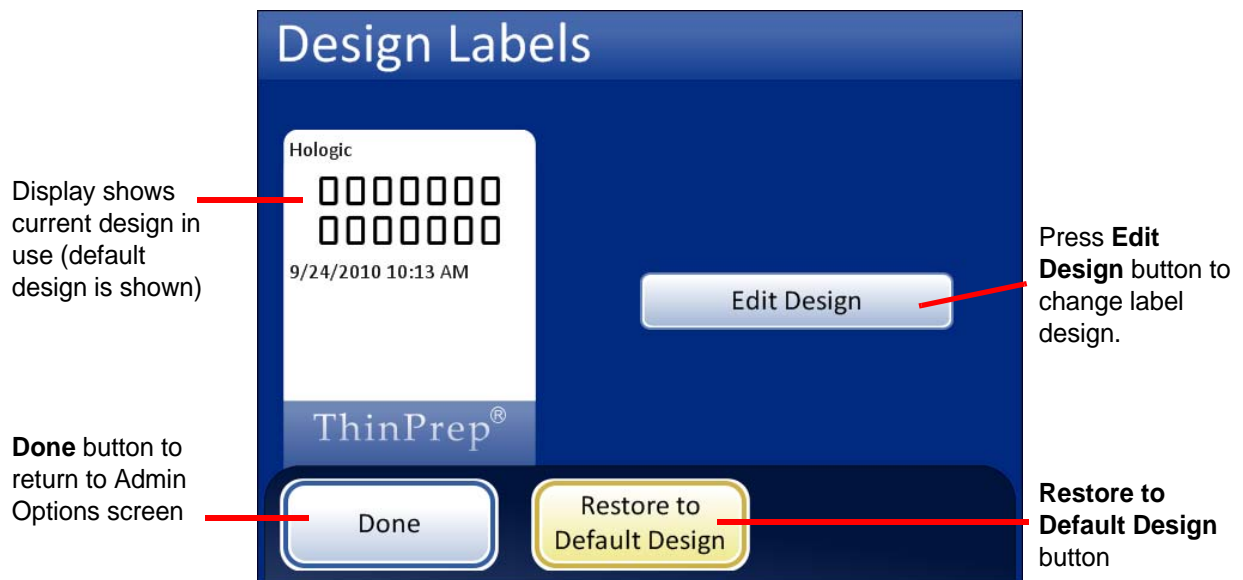 Design Labels
Hologic
0000000
0000000
9/24/2010 10:13 AM
ThinPrep®
Edit Design
Done
Restore to
Default Design
Display shows
current design in
use (default
design is shown)
Done button to
return to Admin
Options screen
Press Edit
Design button to
change label
design.
Restore to
Default Design
button